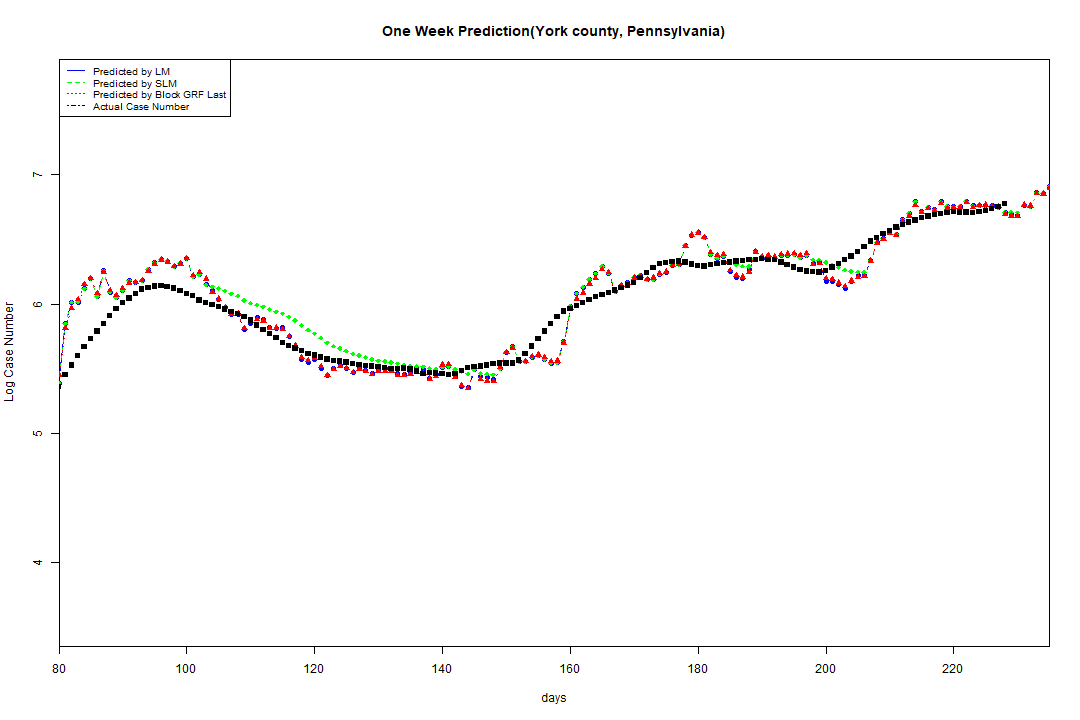 One Week Prediction(York county, Pennsylvania)
Predicted by LM
Predicted by SLM
Predicted by Block GRF Last
Actual Case Number
Log Case Number
7
6
5
4
80 100 120 140 160 180 200 220
days